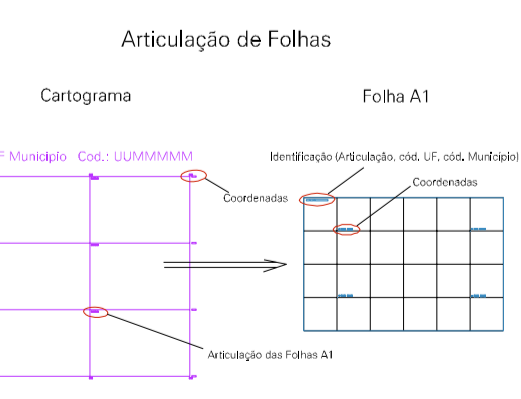 Articulação de Folhas
Cartograma
Folha A1
F Município Cod.: UUMMMMM
Identificação (Articulação, cód. UF, cód. Município)
Coordenadas
Coordenadas
Articulação das Folhas A1